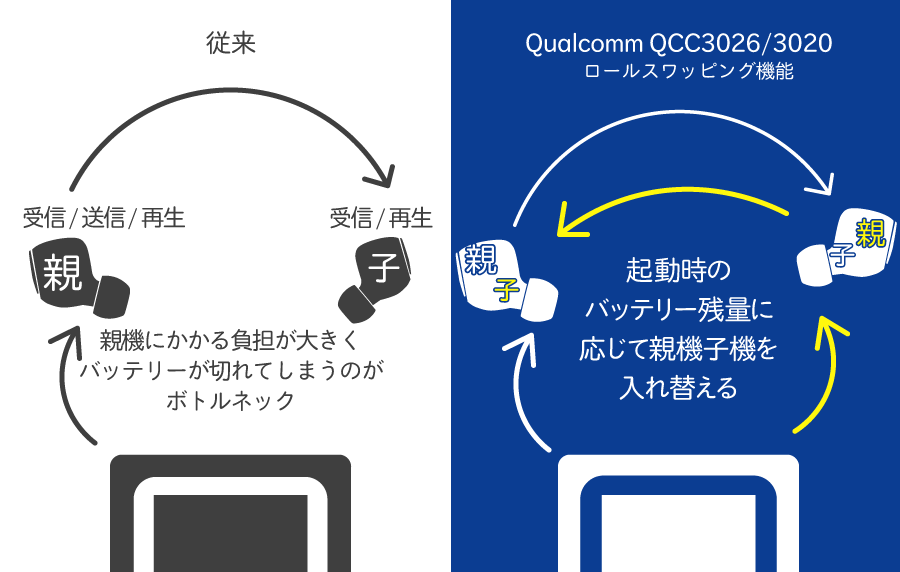 従来
受信/送信/再生
受信/再生
親
子
親機にかかる負担が大きく
バッテリーが切れてしまうのが
ボトルネック
Qualcomm QCC3026/3020
ロールスワッピング機能
親
子
子
親
起動時の
バッテリー残量に
応じて親機子機を
入れ替える